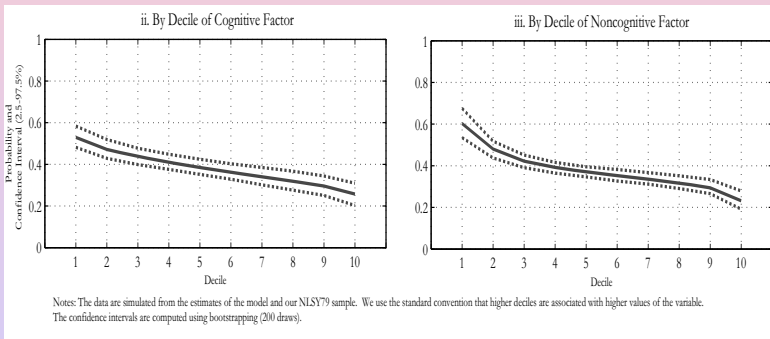 ii. By Decile of Cognitive Factor
Probability and
Confidence Interval (2.5-97.5%)
1
0.8
0.6
0.4
0.2
0
1 2 3 4 5 6 7 8 9 10
Decile
iii. By Decile of Noncognitive Factor
1
0.8
0.6
0.4
0.2
0
1 2 3 4 5 6 7 8 9 10
Decile
Notes: The data are simulated from the estimates of the model and our NLSY79 sample. We use the standard convention that higher deciles are associated with higher values of the variable.
The confidence intervals are computed using bootstrapping (200 draws).